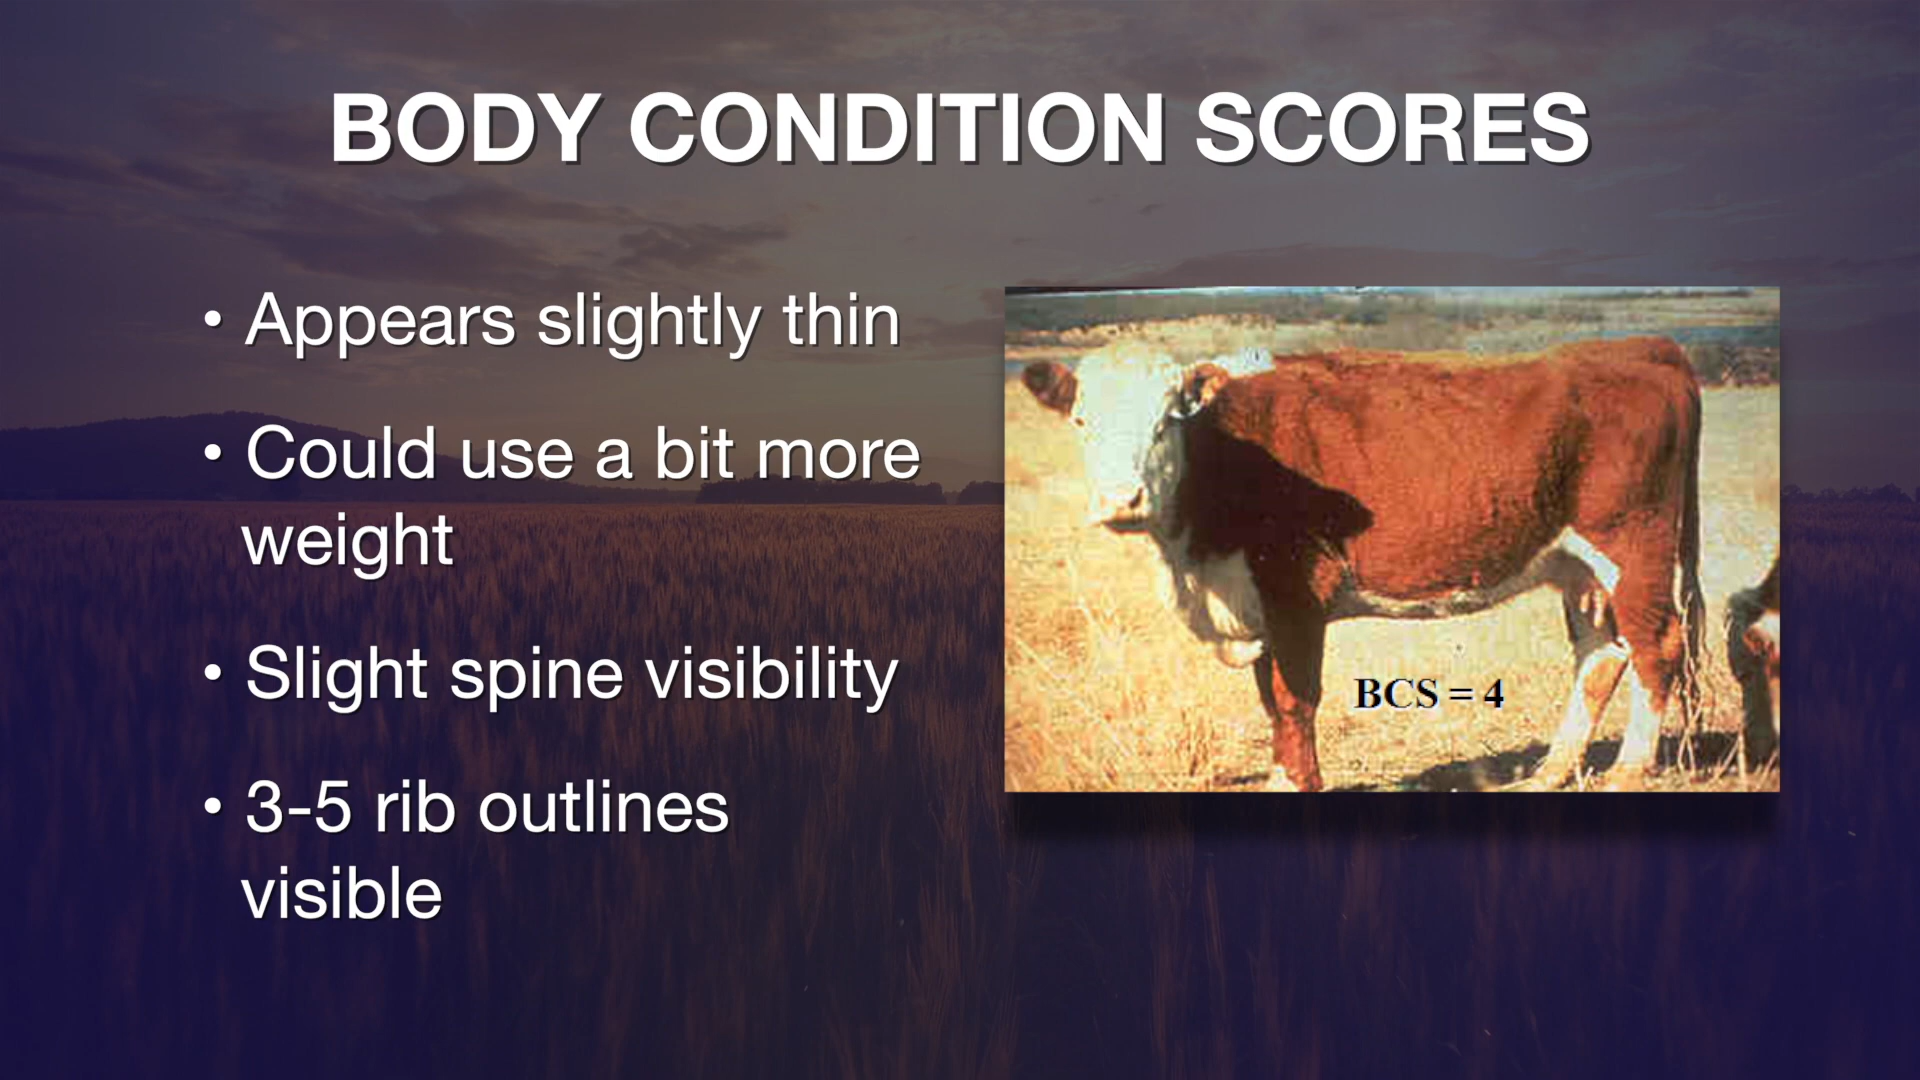 BODY CONDITION SCORES
• Appears slightly thin
• Could use a bit more
weight
• Slight spine visibility
• 3-5 rib outlines
visible
BCS = 4